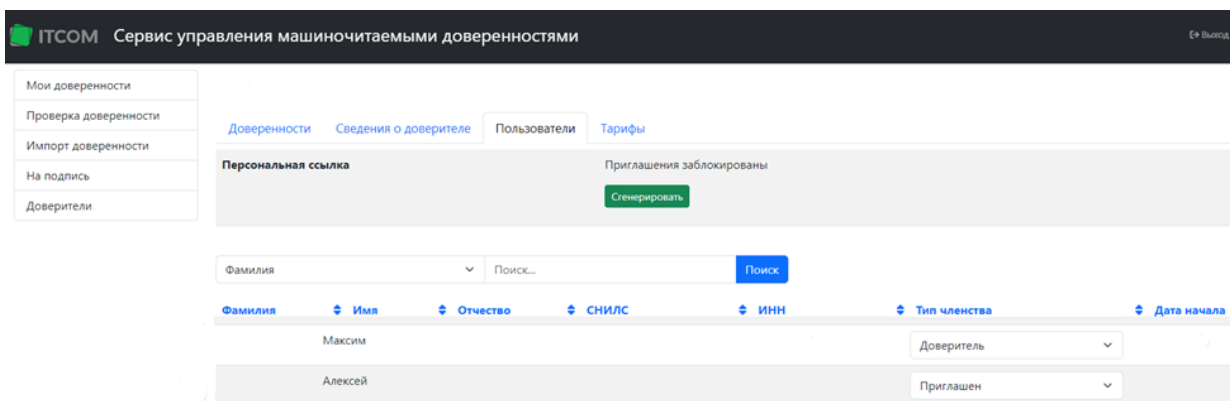 ITCOM Сервис управления машиночитаемыми доверенностями Выход
Мои доверенности
Проверка доверенности
Импорт доверенности
На подпись
Доверители
Доверенности Сведения о доверителе Пользователи Тарифы
Персональная ссылка Приглашения заблокированы
Сгенерировать
Фамилия Поиск... Поиск
Фамилия Имя Отчество СНИЛС ИНН Тип членства Дата начала
Максим Доверитель
Алексей Приглашен